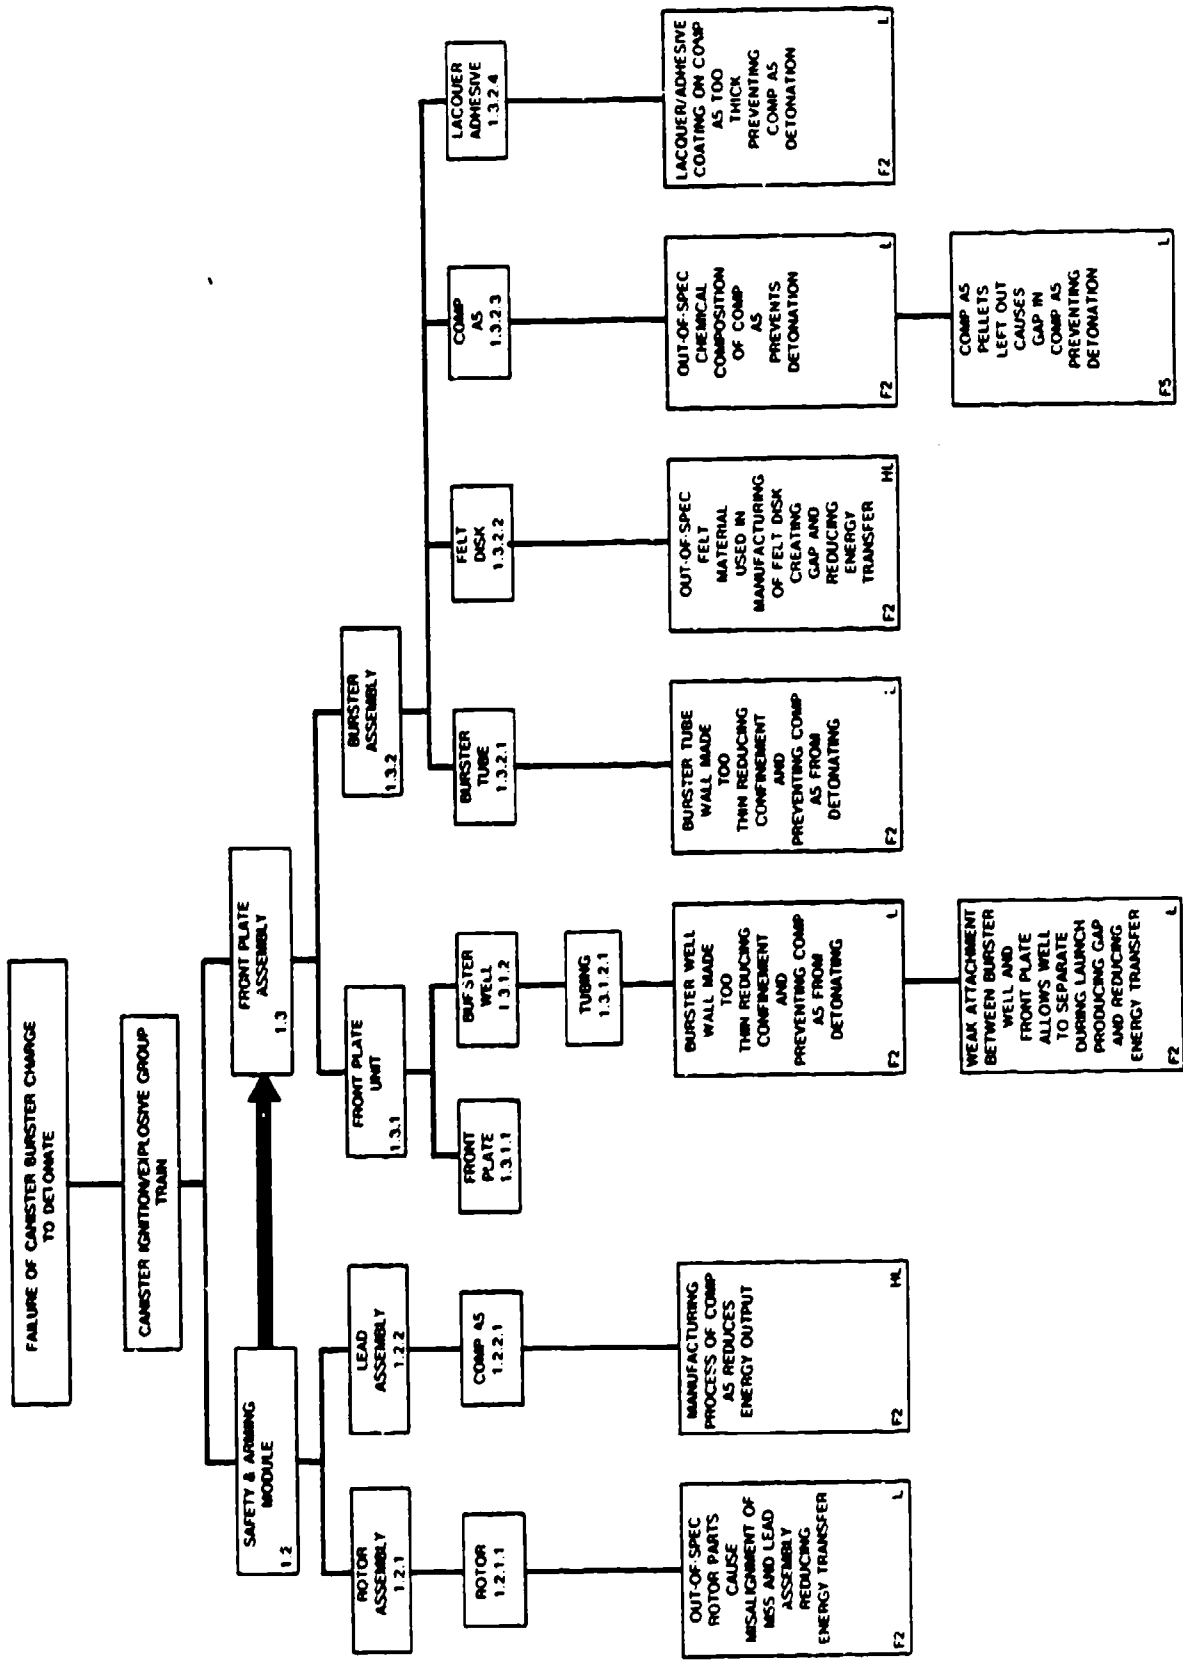 FAILURE OF CANISTER BURSTER CHARGE
TO DETONATE
CANISTER IGNITION/EXPLOSIVE GROUP
TRAIN
SAFETY & ARMING
MODULE
1.2
FRONT PLATE
ASSEMBLY
1.3
ROTOR
ASSEMBLY
1.2.1
LEAD
ASSEMBLY
1.2.2
FRONT PLATE
UNIT
1.3.1
BURSTER
ASSEMBLY
1.3.2
ROTOR
1.2.1.1
COMP A5
1.2.2.1
FRONT
PLATE
1.3.1.1
BURSTER
WELL
1.3.1.2
BURSTER
TUBE
1.3.2.1
FELT
DISK
1.3.2.2
COMP
A5
1.3.2.3
LACQUER
ADHESIVE
1.3.2.4
TUBING
1.3.1.2.1
OUT-OF-SPEC
ROTOR PARTS
CAUSE
MISALIGNMENT OF
M55 AND LEAD
ASSEMBLY
REDUCING
ENERGY TRANSFER
F2 L
MANUFACTURING
PROCESS OF COMP
A5 REDUCES
ENERGY OUTPUT
F2 HL
BURSTER WELL
WALL MADE
TOO
THIN REDUCING
CONFINEMENT
AND
PREVENTING COMP
A5 FROM
DETONATING
F2 L
BURSTER TUBE
WALL MADE
TOO
THIN REDUCING
CONFINEMENT
AND
PREVENTING COMP
A5 FROM
DETONATING
F2 L
OUT-OF-SPEC
FELT
MATERIAL
USED IN
MANUFACTURING
OF FELT DISK
CREATING
GAP AND
REDUCING
ENERGY
TRANSFER
F2 HL
OUT-OF-SPEC
CHEMICAL
COMPOSITION
OF COMP
A5
PREVENTS
DETONATION
F2 L
LACQUER/ADHESIVE
COATING ON COMP
A5 TOO
THICK
PREVENTING
COMP A5
DETONATION
F2 L
WEAK ATTACHMENT
BETWEEN BURSTER
WELL AND
FRONT PLATE
ALLOWS WELL
TO SEPARATE
DURING LAUNCH
PRODUCING GAP
AND REDUCING
ENERGY TRANSFER
F2 L
COMP A5
PELLETS
LEFT OUT
CAUSES
GAP IN
COMP A5
PREVENTING
DETONATION
F5 L